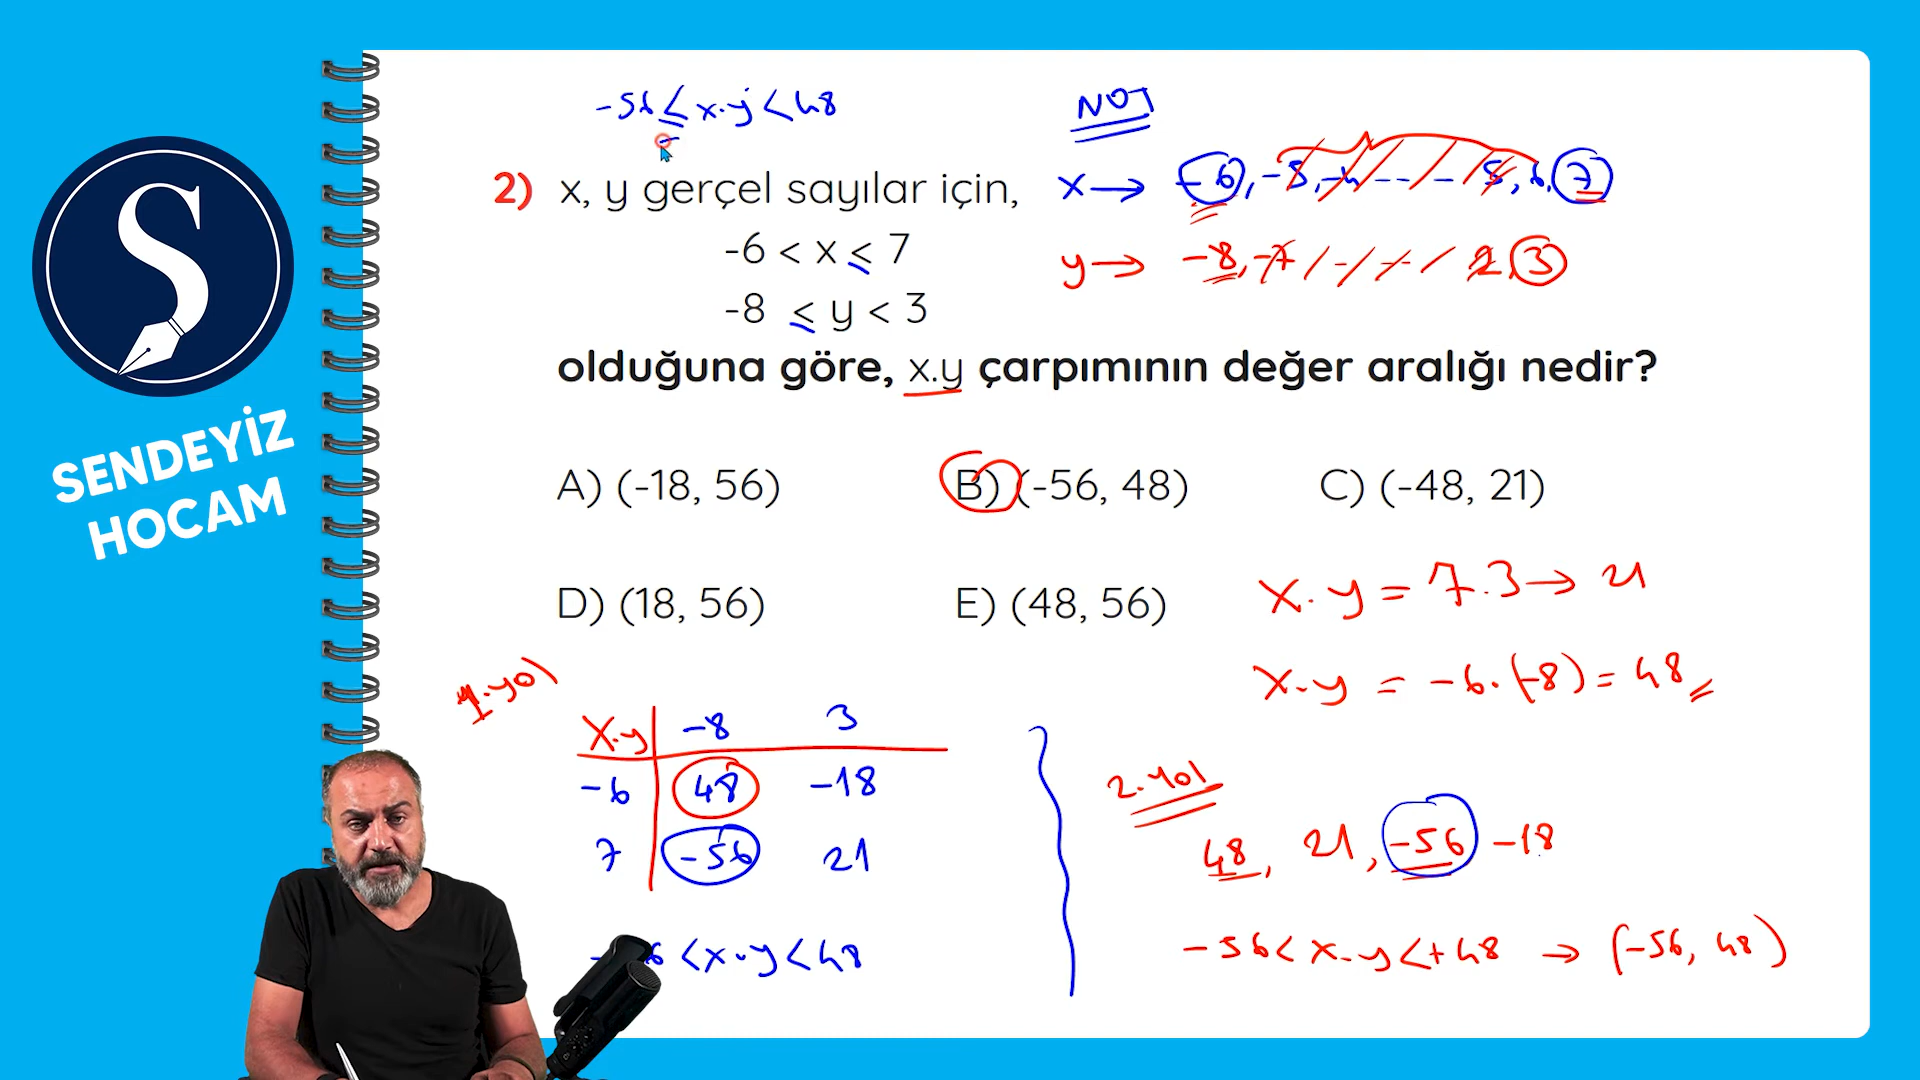 SENDEYİZ
HOCAM
-56 ≤ x.y < 48
2) x, y gerçel sayılar için,
-6 < x ≤ 7
-8 ≤ y < 3
olduğuna göre, x.y çarpımının değer aralığı nedir?
NOT
x → -6, -5, -4 -- - 5, 6, 7
y → -8, -7 / - / - / 2, 3
A) (-18, 56)
B) (-56, 48)
C) (-48, 21)
D) (18, 56)
E) (48, 56)
x.y = 7.3 → 21
x.y = -6.(-8) = 48
1.yol
x.y -8 3
-6 48 -18
7 -56 21
6 < x.y < 48
2.yol
48, 21, -56 -18
-56 < x.y < +48 → (-56, 48)